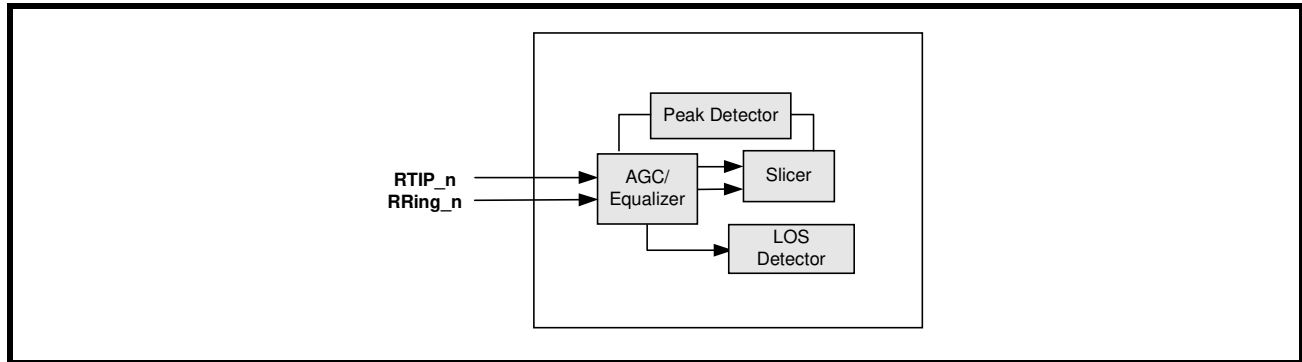 Peak Detector
RTIP_n
RRing_n
AGC/
Equalizer
Slicer
LOS
Detector